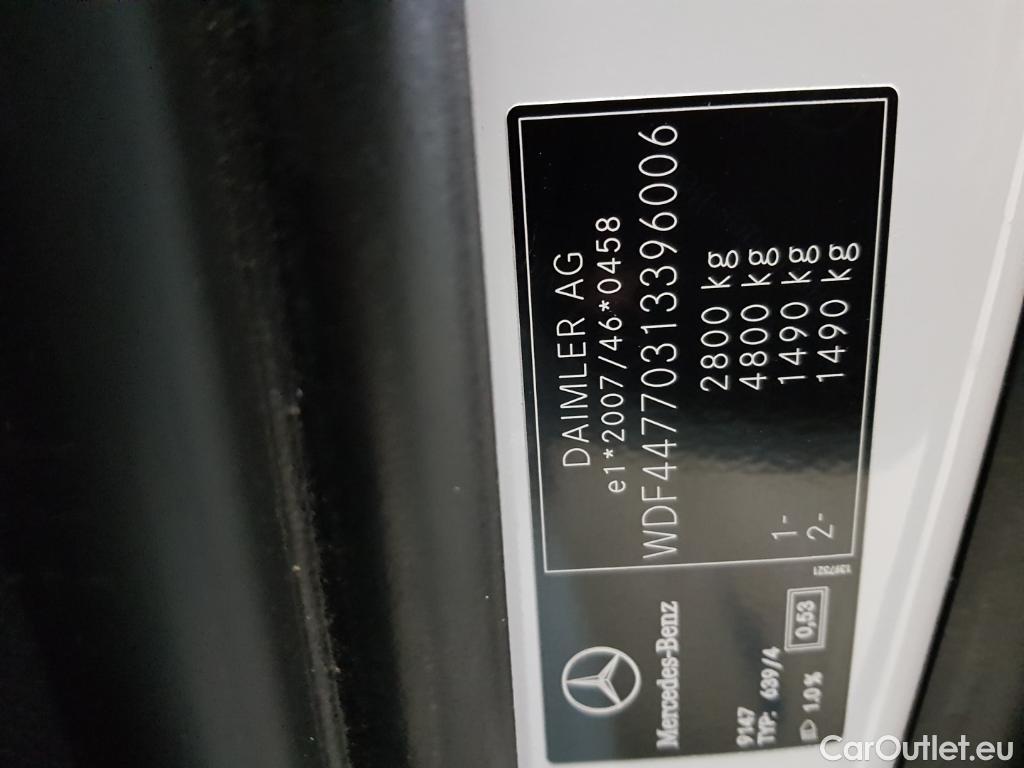 DAIMLER AG
e1*2007/46*0458
WDF44770313396006
2800 kg
4800 kg
1- 1490 kg
2- 1490 kg
Mercedes-Benz
9147
TYP: 639/4
1.0% 0,53
1397521
CarOutlet.eu